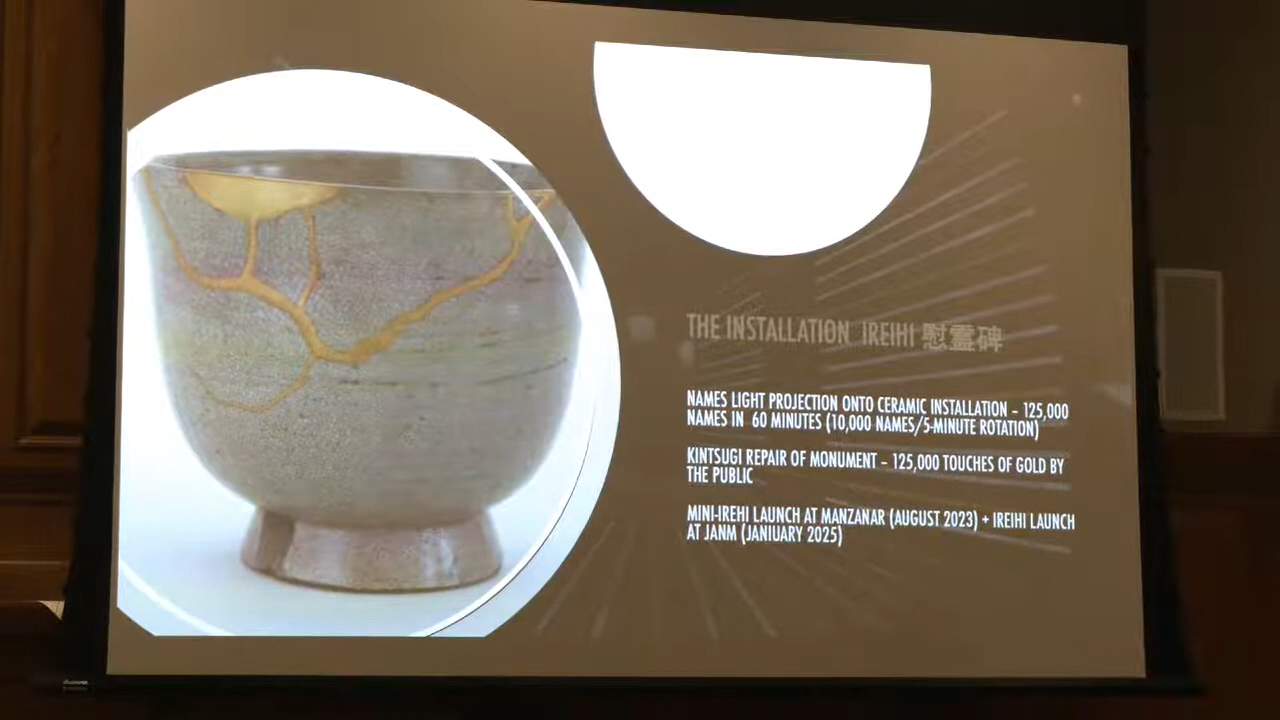 THE INSTALLATION IREIHI 慰霊碑
NAMES LIGHT PROJECTION ONTO CERAMIC INSTALLATION – 125,000
NAMES IN 60 MINUTES (10,000 NAMES/5-MINUTE ROTATION)
KINTSUGI REPAIR OF MONUMENT – 125,000 TOUCHES OF GOLD BY
THE PUBLIC
MINI-IREHI LAUNCH AT MANZANAR (AUGUST 2023) + IREIHI LAUNCH
AT JANM (JANIUARY 2025)